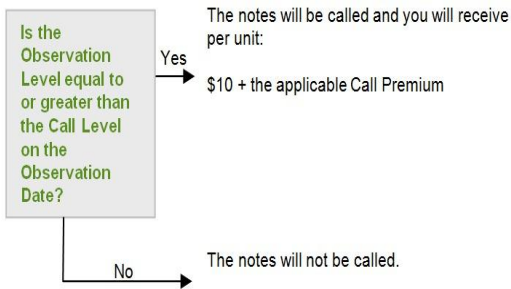 Is the
Observation
Level equal to
or greater than
the Call Level
on the
Observation
Date?
Yes
The notes will be called and you will receive
per unit:
$10 + the applicable Call Premium
No
The notes will not be called.